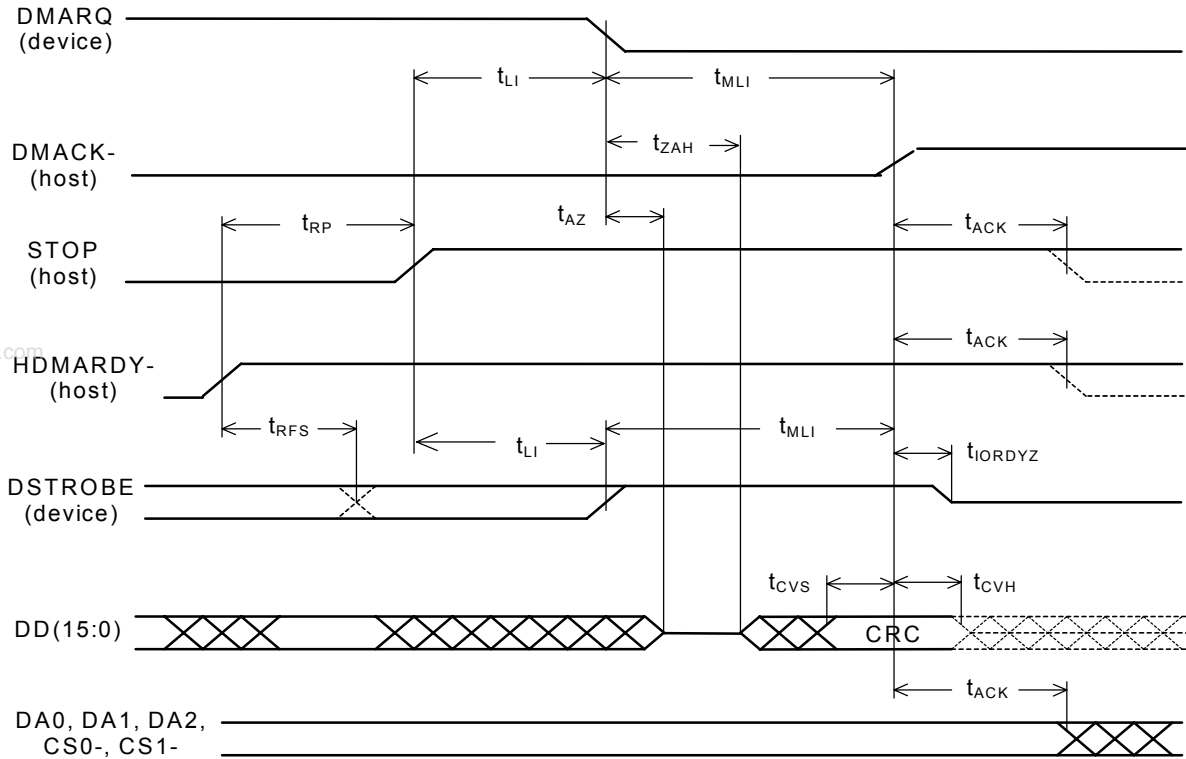 DMARQ
(device)
tLI
tMLI
tZAH
DMACK-
(host)
tAZ
tRP
tACK
STOP
(host)
tACK
.com
HDMARDY-
(host)
tRFS
tLI
tMLI
tIORDYZ
DSTROBE
(device)
tCVS
tCVH
DD(15:0)
CRC
tACK
DA0, DA1, DA2,
CS0-, CS1-